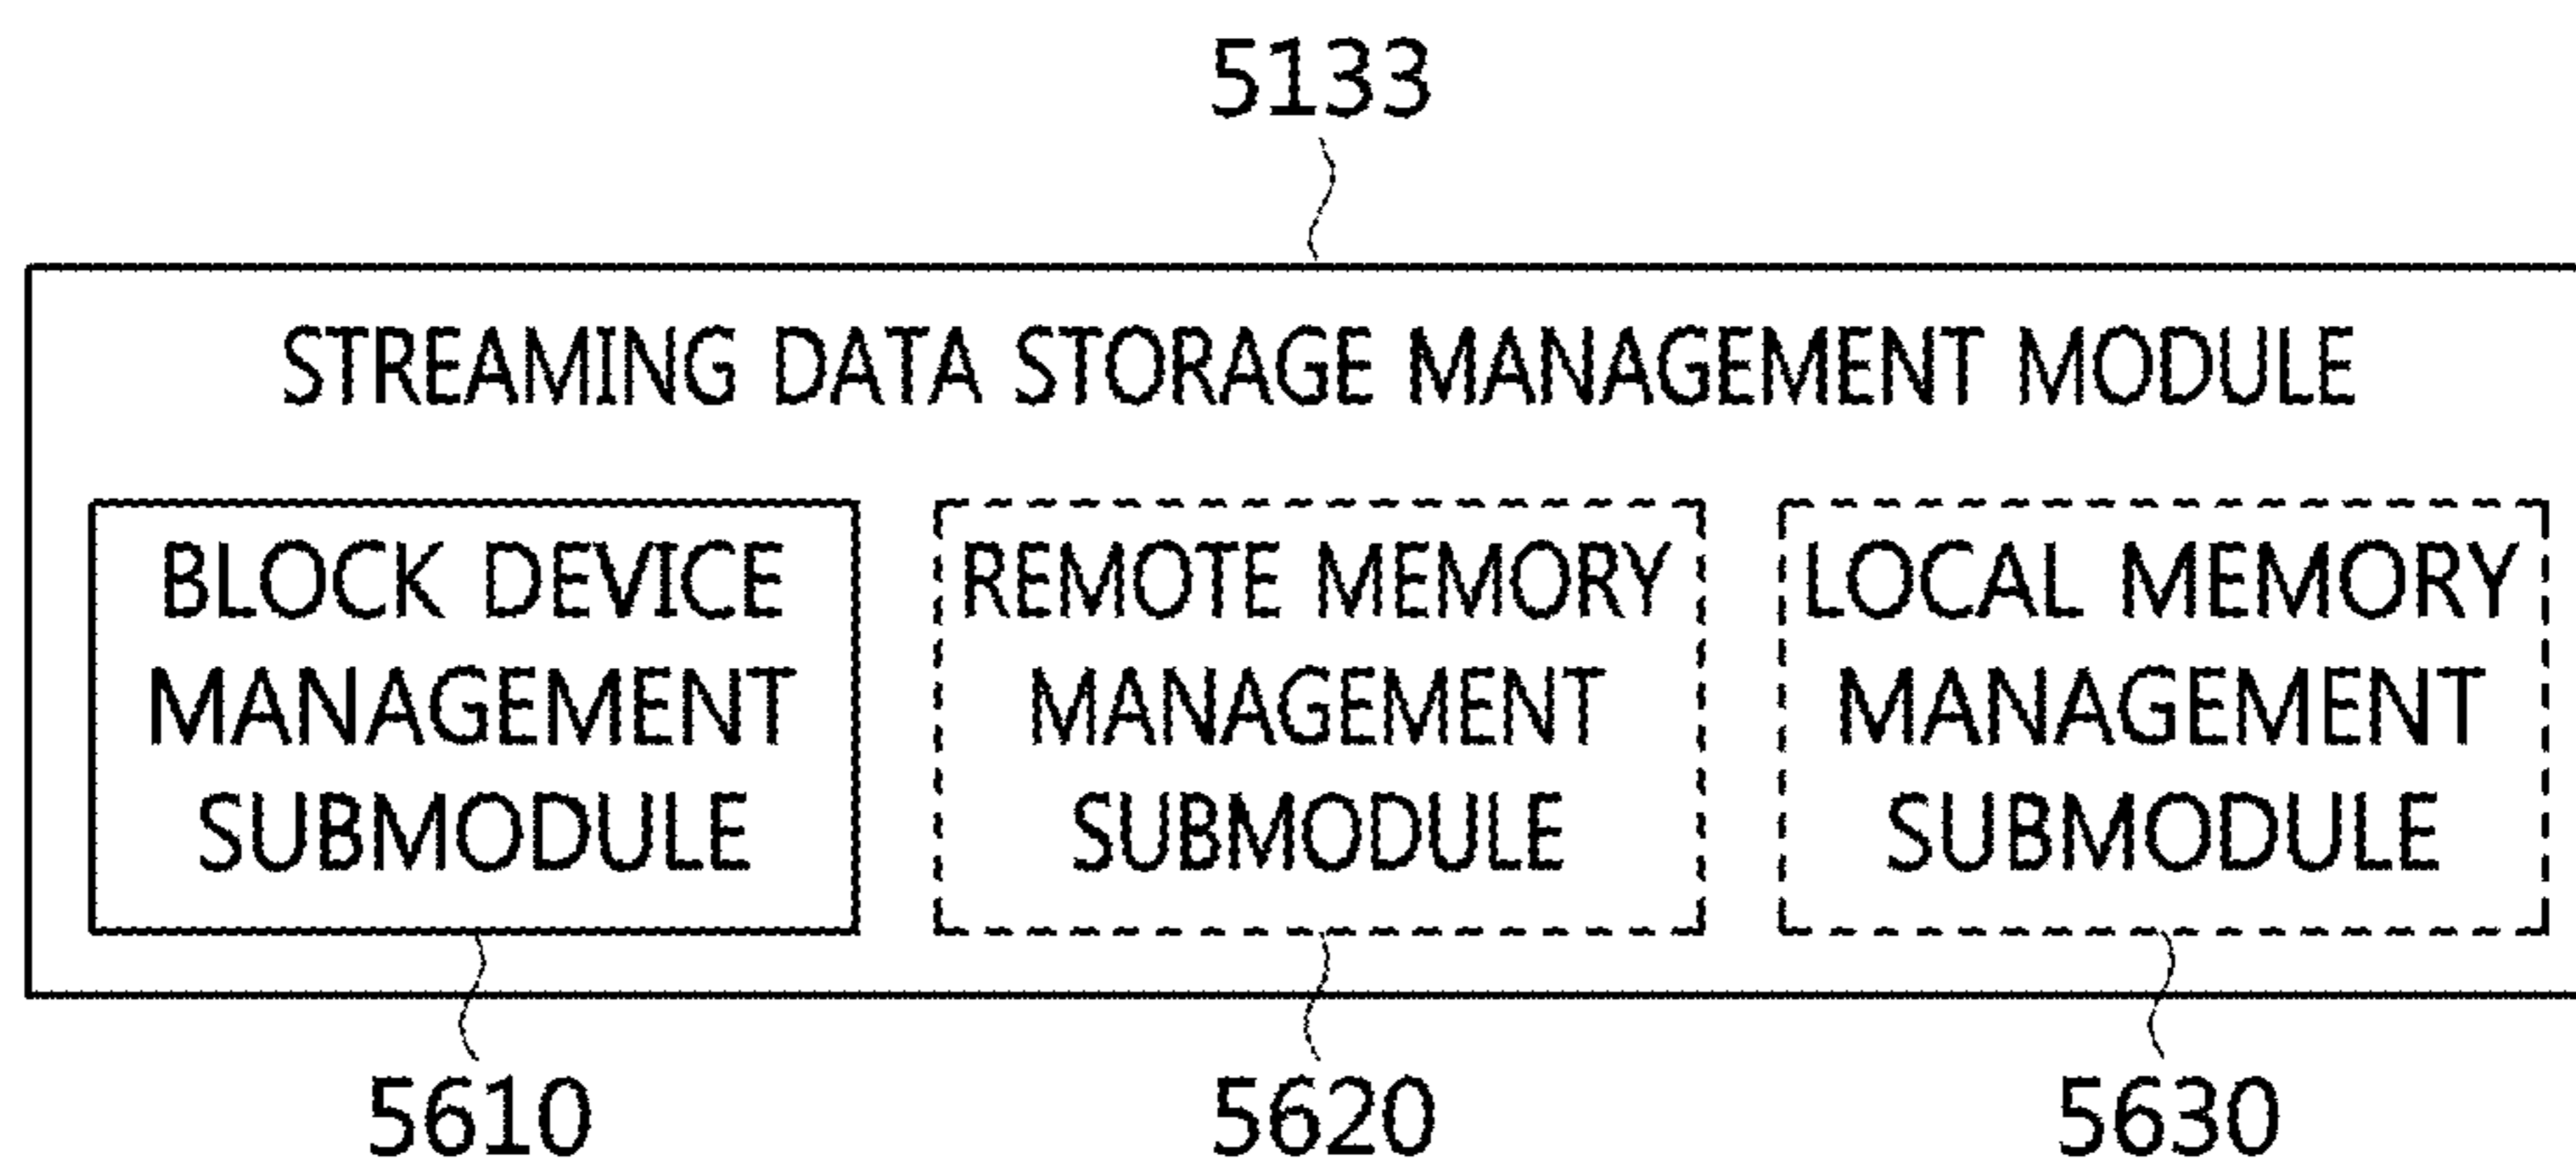 5133
STREAMING DATA STORAGE MANAGEMENT MODULE
BLOCK DEVICE
MANAGEMENT
SUBMODULE
REMOTE MEMORY
MANAGEMENT
SUBMODULE
LOCAL MEMORY
MANAGEMENT
SUBMODULE
5610
5620
5630